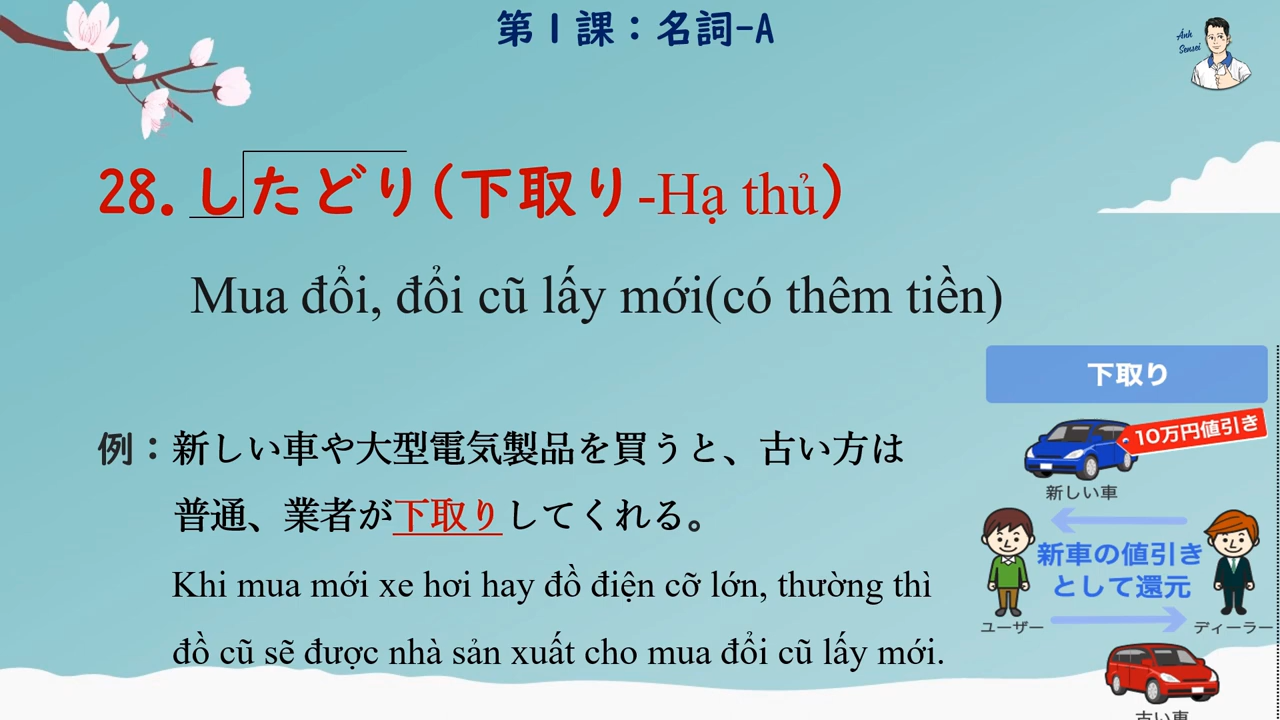 第1課：名詞-A
Anh
Sensei
28. したどり(下取り-Hạ thủ)
Mua đổi, đổi cũ lấy mới(có thêm tiền)
例：新しい車や大型電気製品を買うと、古い方は
普通、業者が下取りしてくれる。
Khi mua mới xe hơi hay đồ điện cỡ lớn, thường thì
đồ cũ sẽ được nhà sản xuất cho mua đổi cũ lấy mới.
下取り
10万円値引き
新しい車
新車の値引き
として還元
ユーザー
ディーラー
古い車